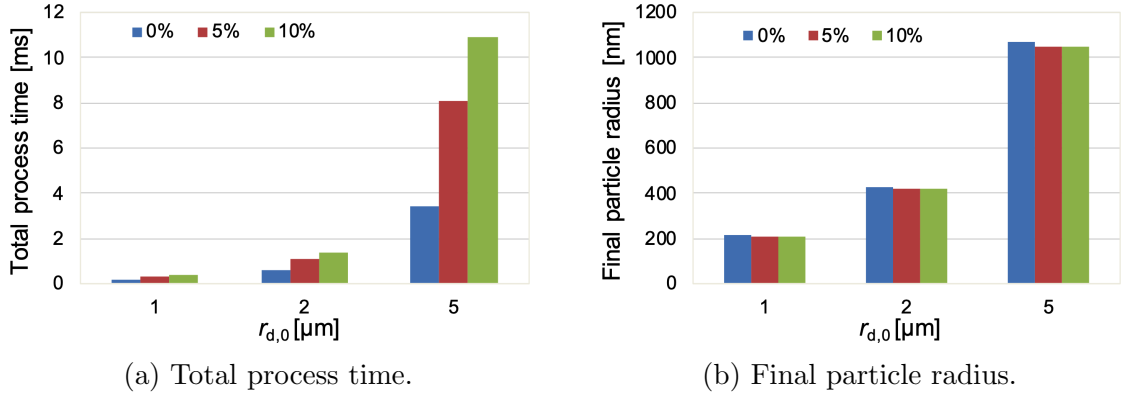 Total process time [ms]
12
10
8
6
4
2
0
0% 5% 10%
1 2 5
r_d,0 [µm]
(a) Total process time.
Final particle radius [nm]
1200
1000
800
600
400
200
0
0% 5% 10%
1 2 5
r_d,0 [µm]
(b) Final particle radius.